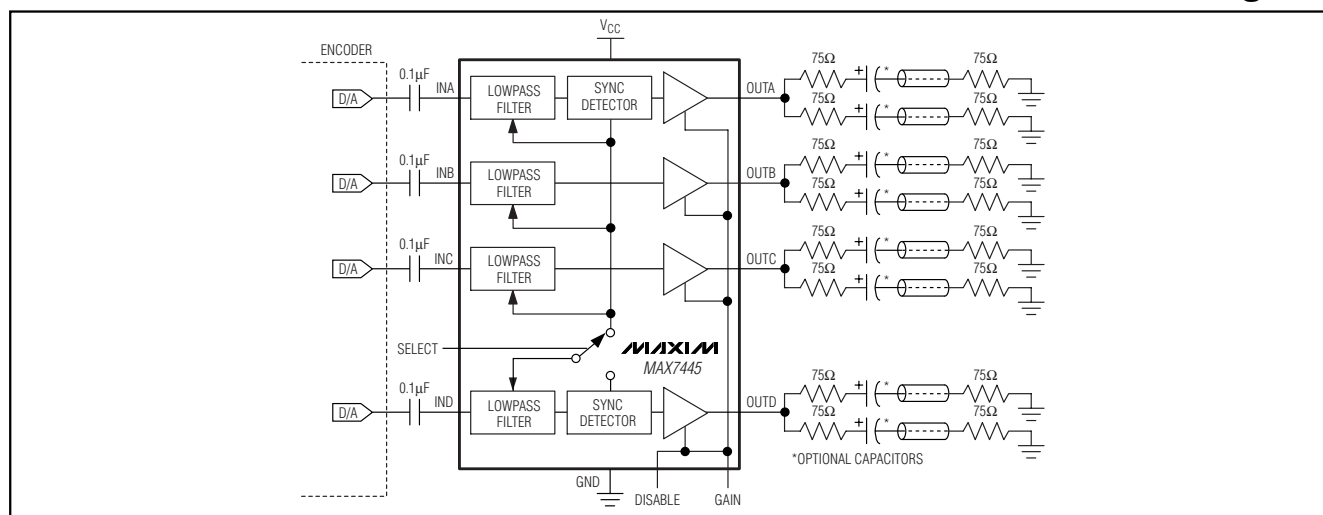 g
VCC
ENCODER
D/A
0.1µF
INA
LOWPASS
FILTER
SYNC
DETECTOR
OUTA
75Ω
+
*
75Ω
75Ω
+
*
75Ω
D/A
0.1µF
INB
LOWPASS
FILTER
OUTB
75Ω
+
*
75Ω
75Ω
+
*
75Ω
D/A
0.1µF
INC
LOWPASS
FILTER
OUTC
75Ω
+
*
75Ω
75Ω
+
*
75Ω
SELECT
MAXIM
MAX7445
D/A
0.1µF
IND
LOWPASS
FILTER
SYNC
DETECTOR
OUTD
75Ω
+
*
75Ω
75Ω
+
*
75Ω
*OPTIONAL CAPACITORS
GND
DISABLE
GAIN